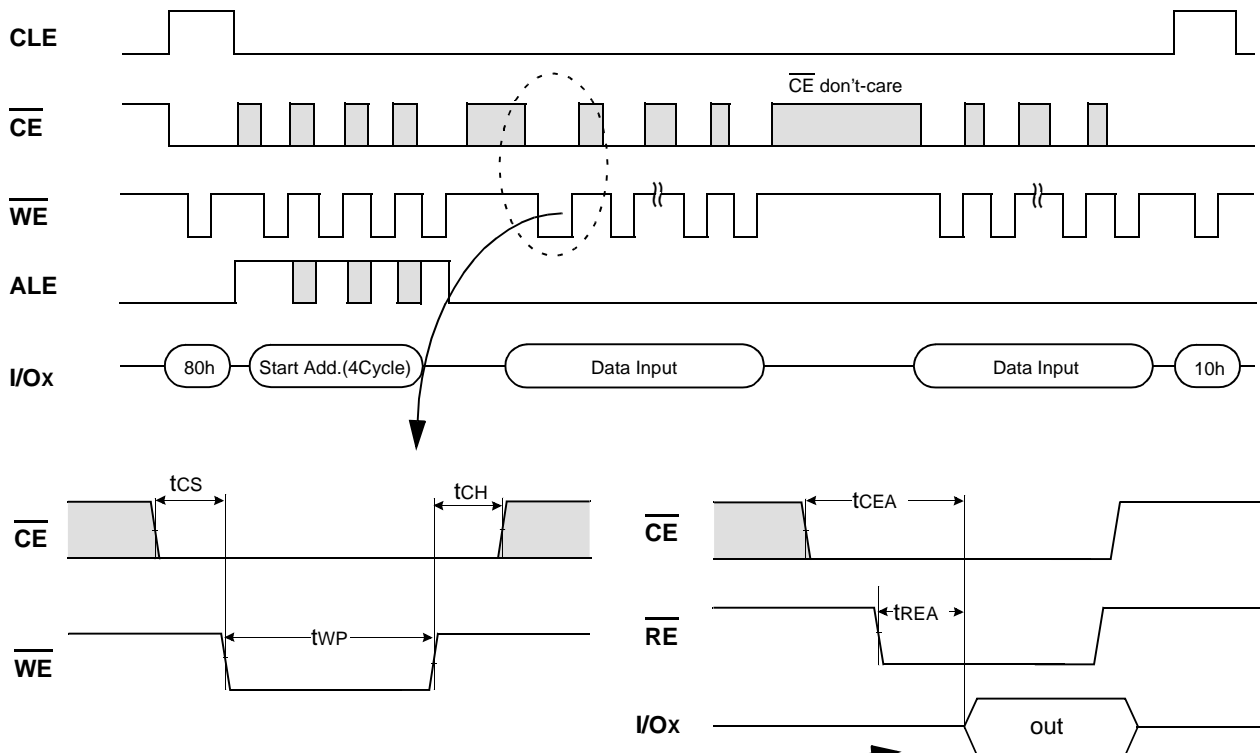 CLE
CE don't-care
CE
WE
ALE
I/Ox
80h
Start Add.(4Cycle)
Data Input
Data Input
10h
tCS
tCH
CE
tWP
WE
tCEA
CE
tREA
RE
I/Ox
out